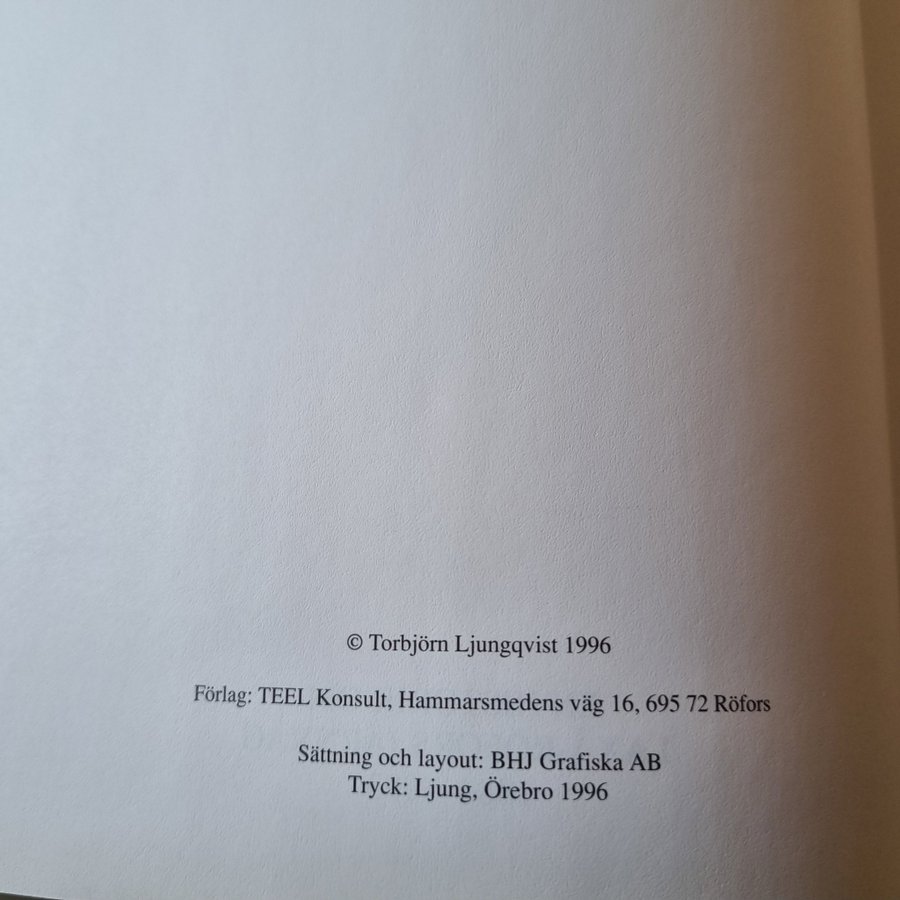 © Torbjörn Ljungqvist 1996
Förlag: TEEL Konsult, Hammarsmedens väg 16, 695 72 Röfors
Sättning och layout: BHJ Grafiska AB
Tryck: Ljung, Örebro 1996